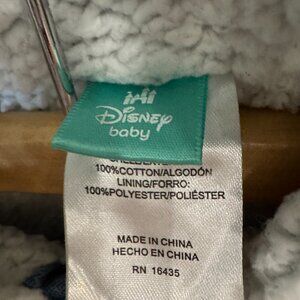 Disney
baby
100%COTTON/ALGODÓN
LINING/FORRO:
100%POLYESTER/POLIÉSTER
MADE IN CHINA
HECHO EN CHINA
RN 16435